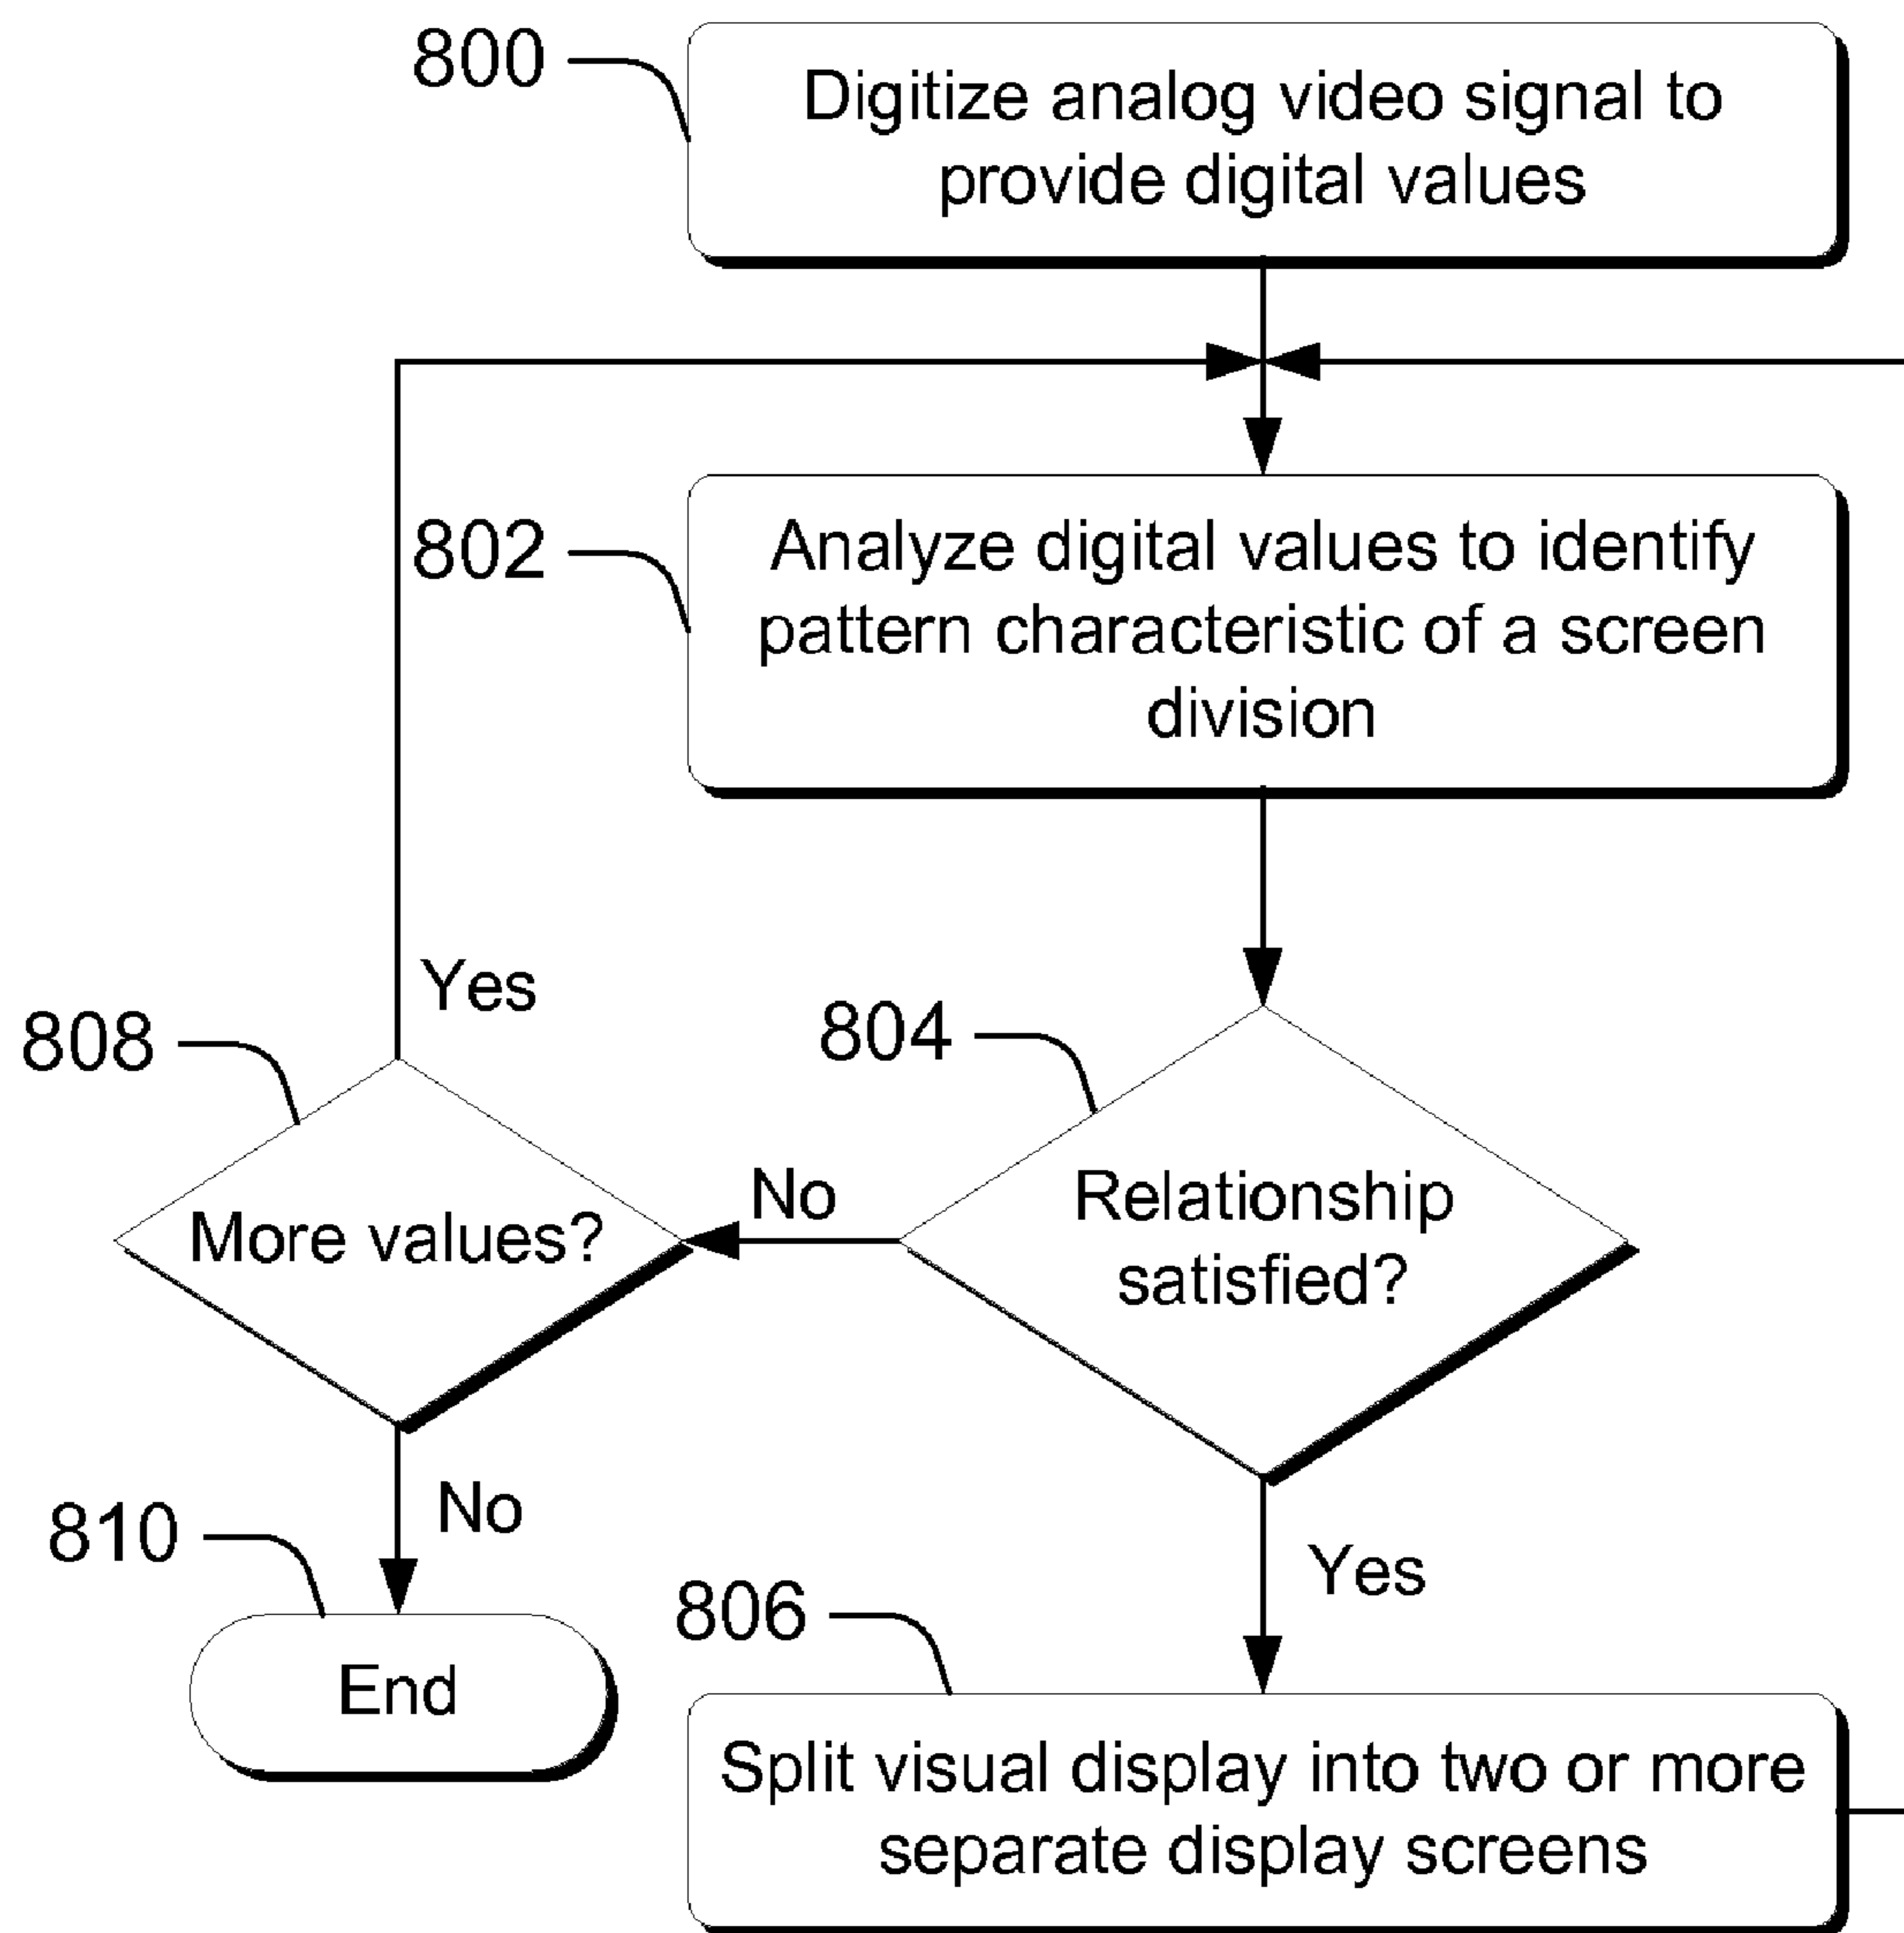 800
Digitize analog video signal to
provide digital values
802
Analyze digital values to identify
pattern characteristic of a screen
division
Yes
808
804
More values?
No
Relationship
satisfied?
810
No
Yes
806
End
Split visual display into two or more
separate display screens